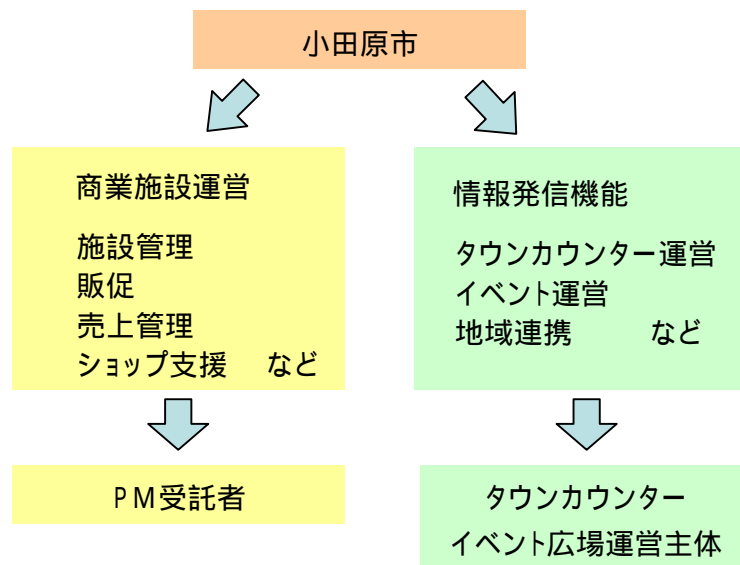 小田原市
商業施設運営
施設管理
販促
売上管理
ショップ支援 など
PM受託者
情報発信機能
タウンカウンター運営
イベント運営
地域連携 など
タウンカウンター
イベント広場運営主体